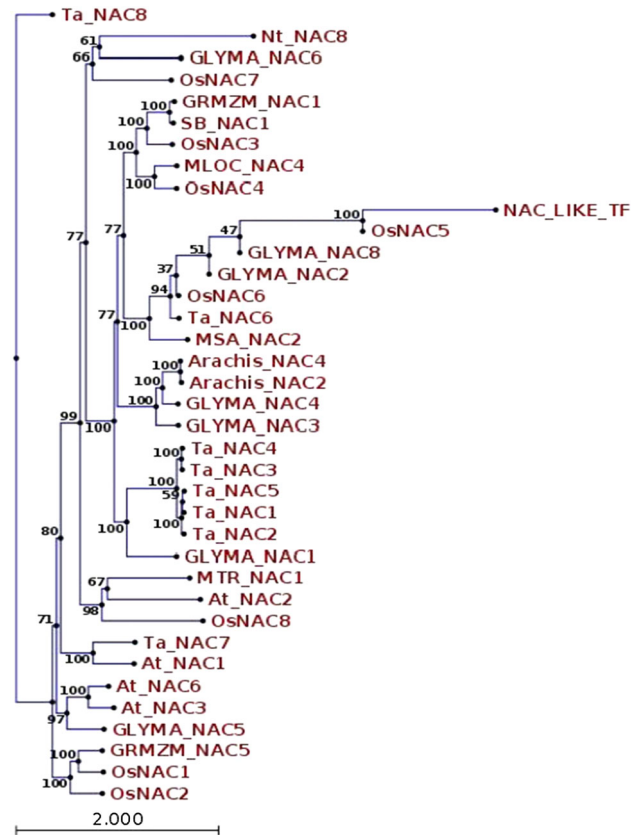 Ta_NAC8
61
Nt_NAC8
66
GLYMA_NAC6
OsNAC7
100
GRMZM_NAC1
100
SB_NAC1
100
OsNAC3
MLOC_NAC4
100
OsNAC4
NAC_LIKE_TF
100
OsNAC5
77
47
51
GLYMA_NAC8
77
37
GLYMA_NAC2
94
OsNAC6
77
100
Ta_NAC6
MSA_NAC2
100
Arachis_NAC4
100
Arachis_NAC2
100
GLYMA_NAC4
99
100
GLYMA_NAC3
100
Ta_NAC4
Ta_NAC3
100
59
Ta_NAC5
Ta_NAC1
100
100
Ta_NAC2
80
GLYMA_NAC1
67
MTR_NAC1
98
At_NAC2
71
OsNAC8
Ta_NAC7
100
At_NAC1
100
At_NAC6
97
At_NAC3
GLYMA_NAC5
100
GRMZM_NAC5
100
OsNAC1
OsNAC2
2.000